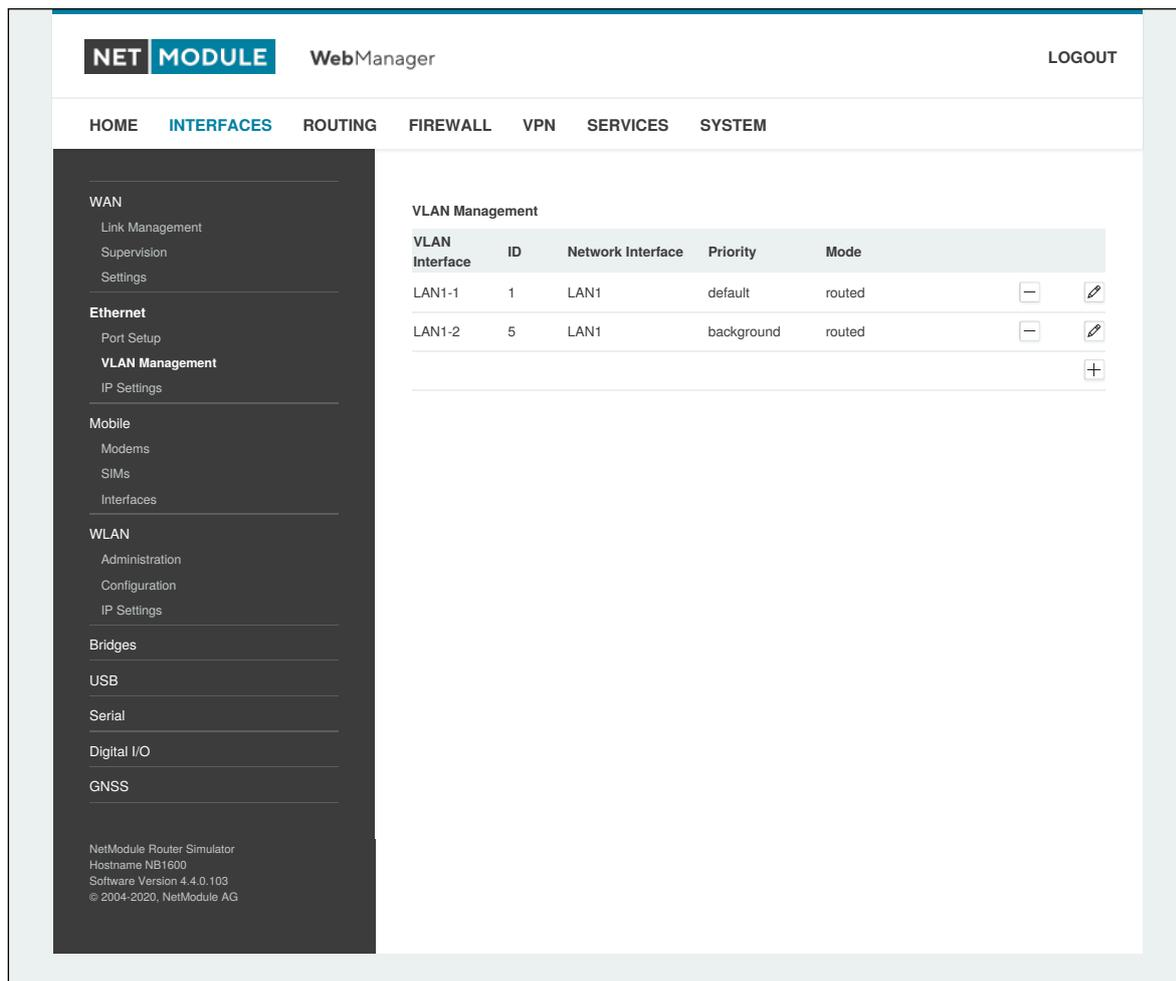 NET MODULE WebManager LOGOUT
HOME INTERFACES ROUTING FIREWALL VPN SERVICES SYSTEM
WAN
Link Management
Supervision
Settings
Ethernet
Port Setup
VLAN Management
IP Settings
Mobile
Modems
SIMs
Interfaces
WLAN
Administration
Configuration
IP Settings
Bridges
USB
Serial
Digital I/O
GNSS
NetModule Router Simulator
Hostname NB1600
Software Version 4.4.0.103
© 2004-2020, NetModule AG
VLAN Management
VLAN
Interface ID Network Interface Priority Mode
LAN1-1 1 LAN1 default routed
LAN1-2 5 LAN1 background routed